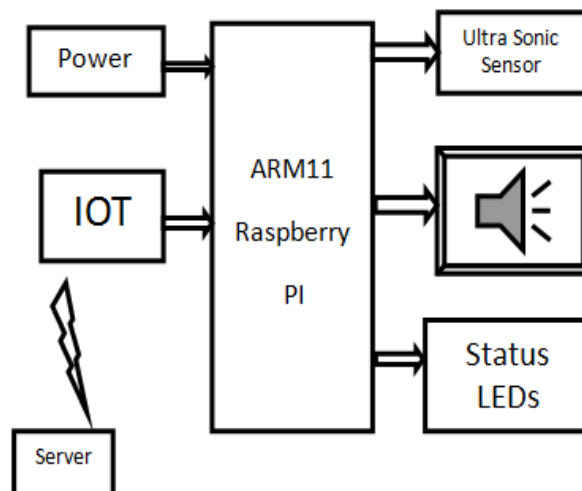 Power
Ultra Sonic
Sensor
ARM11
Raspberry
PI
IOT
Status
LEDs
Server